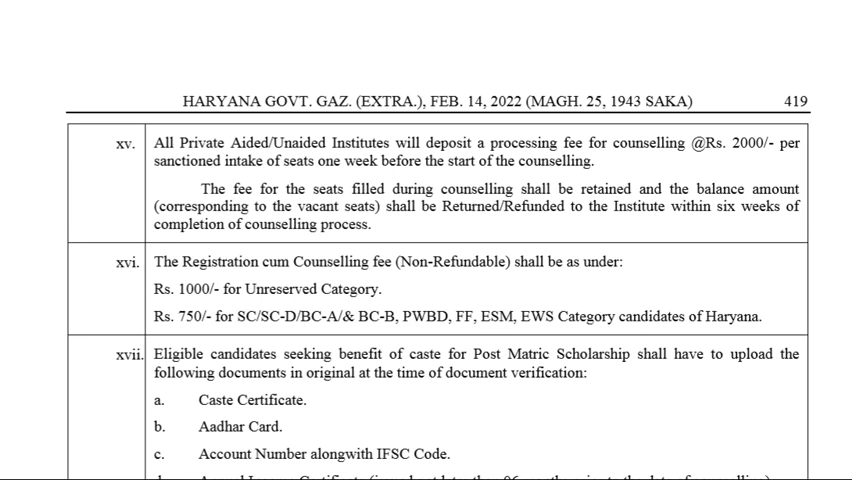 HARYANA GOVT. GAZ. (EXTRA.), FEB. 14, 2022 (MAGH. 25, 1943 SAKA) 419
xv. All Private Aided/Unaided Institutes will deposit a processing fee for counselling @Rs. 2000/- per
sanctioned intake of seats one week before the start of the counselling.
The fee for the seats filled during counselling shall be retained and the balance amount
(corresponding to the vacant seats) shall be Returned/Refunded to the Institute within six weeks of
completion of counselling process.
xvi. The Registration cum Counselling fee (Non-Refundable) shall be as under:
Rs. 1000/- for Unreserved Category.
Rs. 750/- for SC/SC-D/BC-A/& BC-B, PWBD, FF, ESM, EWS Category candidates of Haryana.
xvii. Eligible candidates seeking benefit of caste for Post Matric Scholarship shall have to upload the
following documents in original at the time of document verification:
a. Caste Certificate.
b. Aadhar Card.
c. Account Number alongwith IFSC Code.